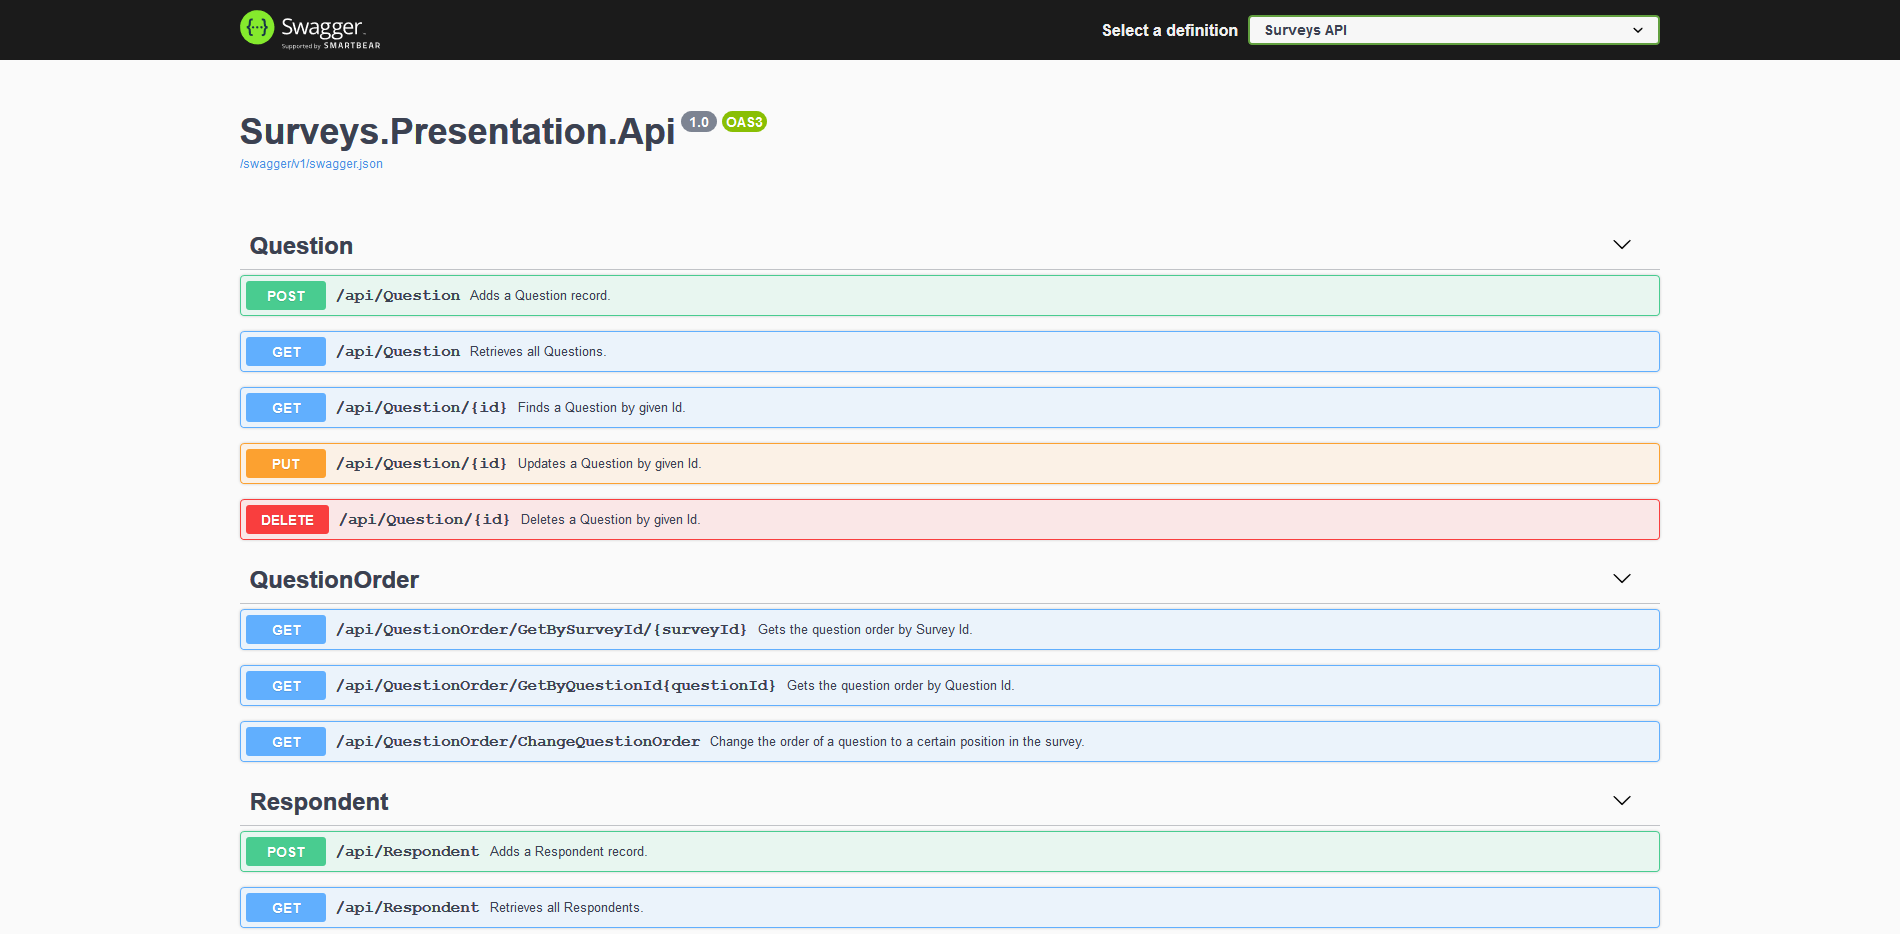 {...} Swagger.
Supported by SMARTBEAR
Select a definition
Surveys API
Surveys.Presentation.Api 1.0 OAS3
/swagger/v1/swagger.json
Question
POST /api/Question Adds a Question record.
GET /api/Question Retrieves all Questions.
GET /api/Question/{id} Finds a Question by given Id.
PUT /api/Question/{id} Updates a Question by given Id.
DELETE /api/Question/{id} Deletes a Question by given Id.
QuestionOrder
GET /api/QuestionOrder/GetBySurveyId/{surveyId} Gets the question order by Survey Id.
GET /api/QuestionOrder/GetByQuestionId{questionId} Gets the question order by Question Id.
GET /api/QuestionOrder/ChangeQuestionOrder Change the order of a question to a certain position in the survey.
Respondent
POST /api/Respondent Adds a Respondent record.
GET /api/Respondent Retrieves all Respondents.